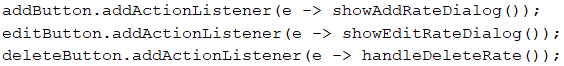 addButton.addActionListener(e -> showAddRateDialog());
editButton.addActionListener(e -> showEditRateDialog());
deleteButton.addActionListener(e -> handleDeleteRate());